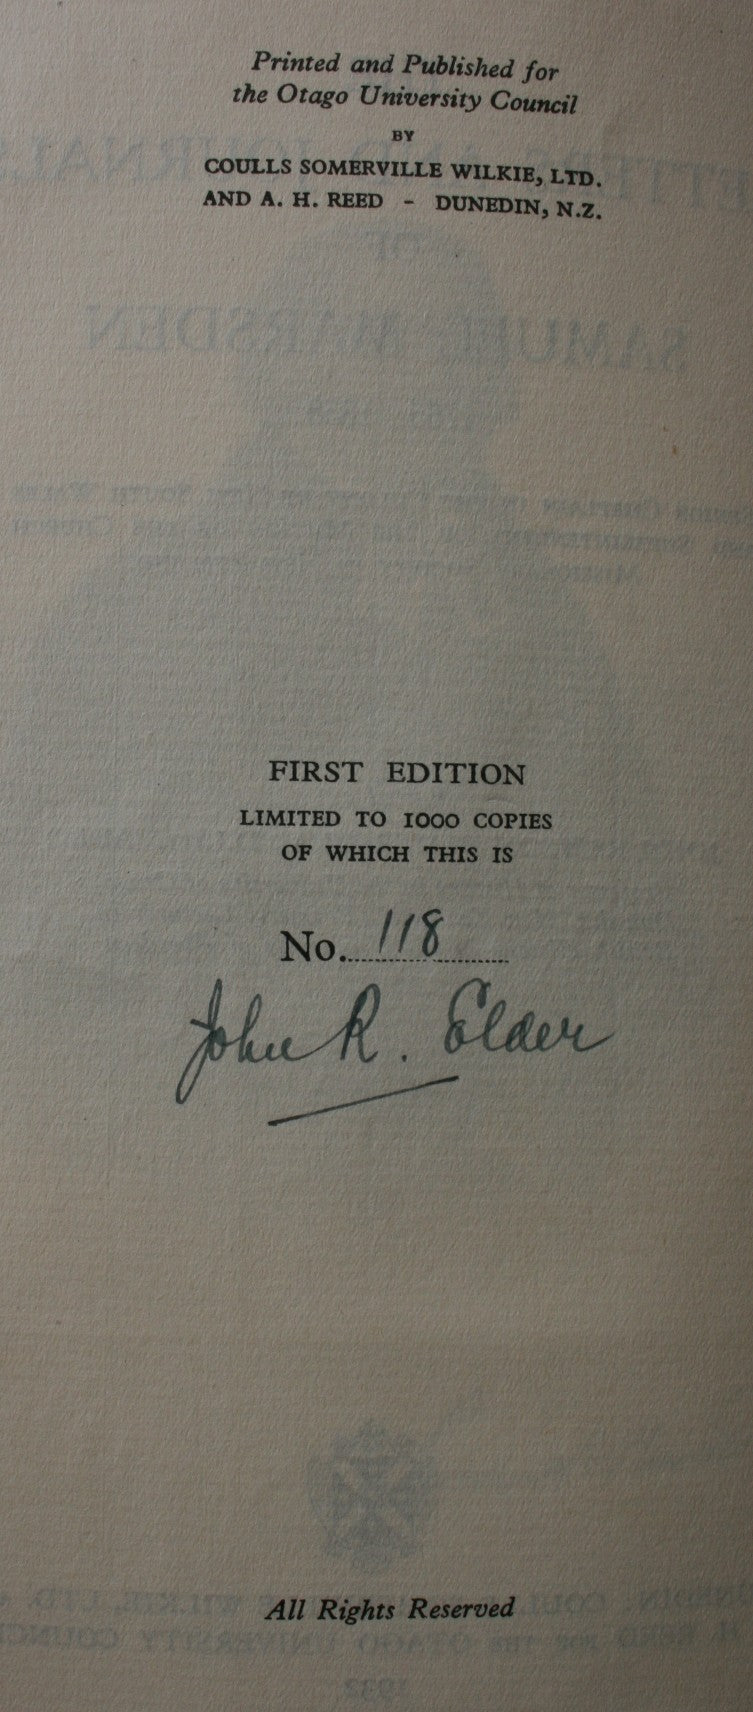 Printed and Published for
the Otago University Council
BY
COULLS SOMERVILLE WILKIE, LTD.
AND A. H. REED - DUNEDIN, N.Z.
FIRST EDITION
LIMITED TO 1000 COPIES
OF WHICH THIS IS
No. 118
John R. Elder
All Rights Reserved